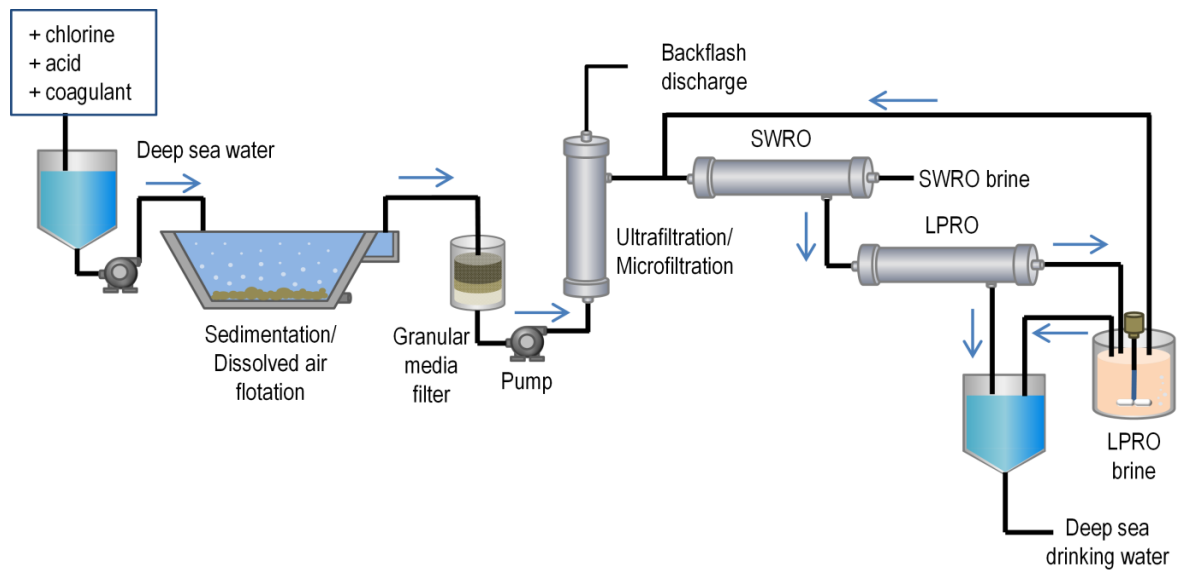 + chlorine
+ acid
+ coagulant
Deep sea water
Sedimentation/
Dissolved air
flotation
Granular
media
filter
Pump
Backflash
discharge
Ultrafiltration/
Microfiltration
SWRO
SWRO brine
LPRO
LPRO
brine
Deep sea
drinking water